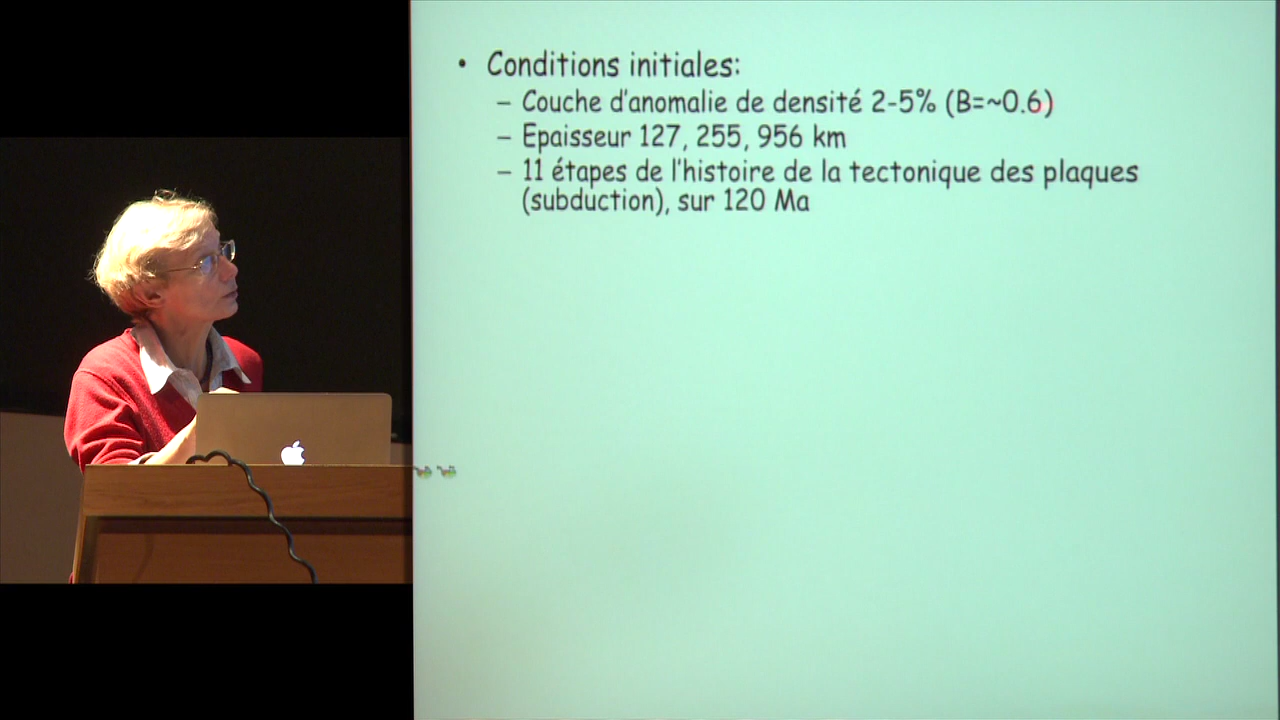 • Conditions initiales:
– Couche d'anomalie de densité 2-5% (B=~0.6)
– Epaisseur 127, 255, 956 km
– 11 étapes de l'histoire de la tectonique des plaques
(subduction), sur 120 Ma